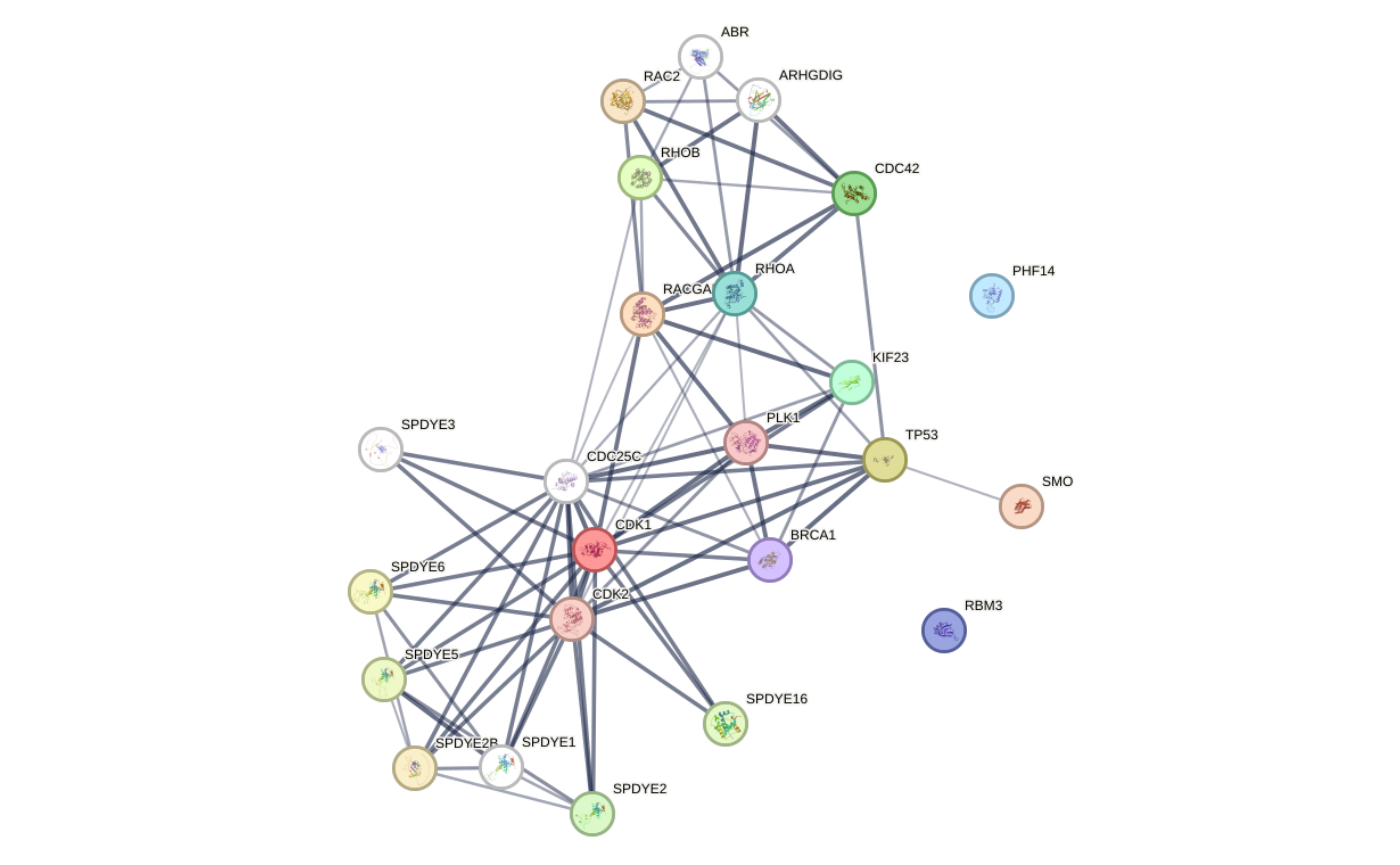 ABR
RAC2
ARHGDIG
RHOB
CDC42
RHOA
PHF14
RACGA
KIF23
PLK1
SPDYE3
TP53
CDC25C
SMO
CDK1
BRCA1
SPDYE6
CDK2
RBM3
SPDYE5
SPDYE16
SPDYE2B
SPDYE1
SPDYE2